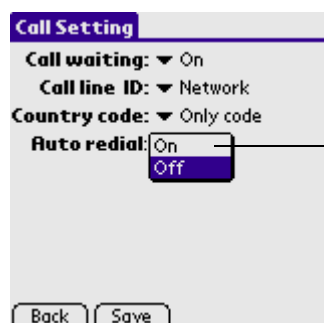 Call Setting
Call waiting: On
Call line ID: Network
Country code: Only code
Auto redial: On
Off
Back Save